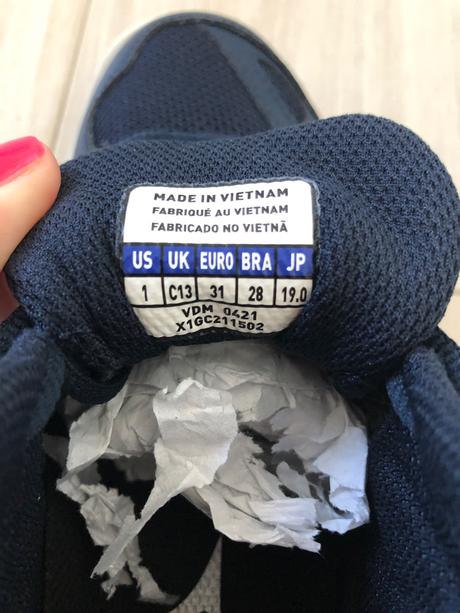 MADE IN VIETNAM
FABRIQUÉ AU VIETNAM
FABRICADO NO VIETNÃ
US UK EURO BRA JP
1 C13 31 28 19.0
VDM 0421
X1GC211502